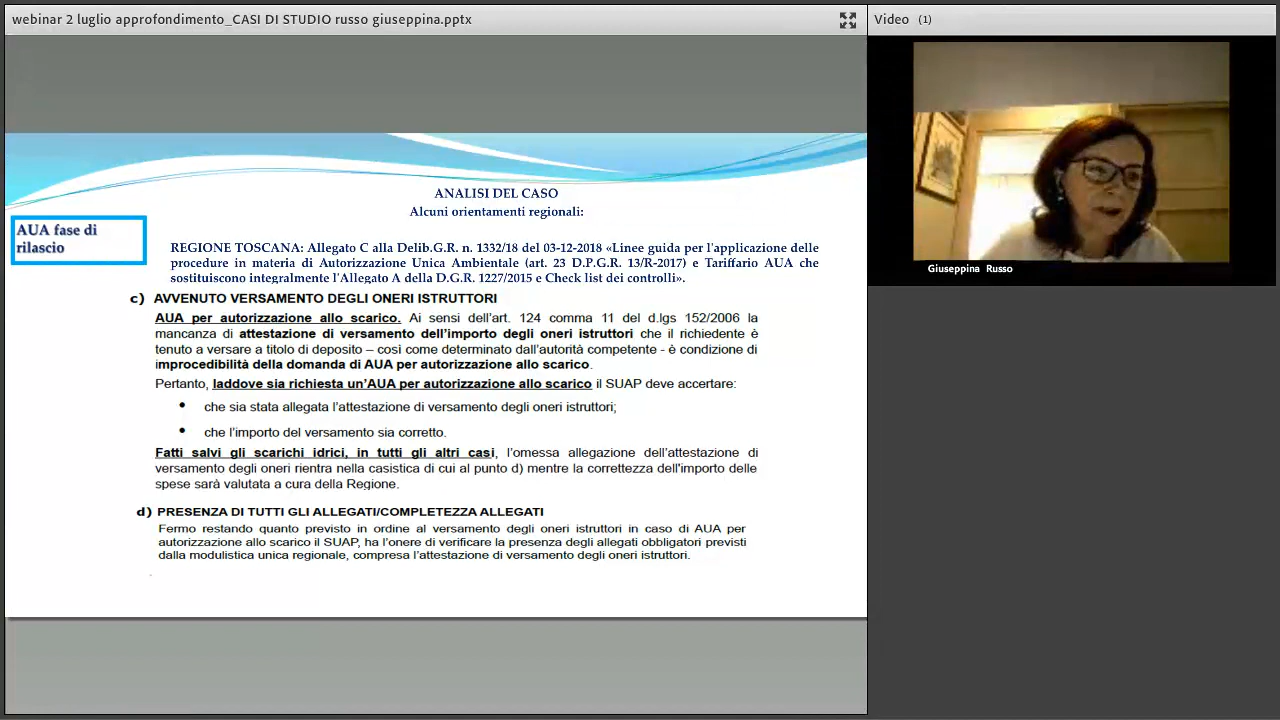 webinar 2 luglio approfondimento_CASI DI STUDIO russo giuseppina.pptx
Video (1)
ANALISI DEL CASO
Alcuni orientamenti regionali:
AUA fase di
rilascio
REGIONE TOSCANA: Allegato C alla Delib.G.R. n. 1332/18 del 03-12-2018 «Linee guida per l'applicazione delle
procedure in materia di Autorizzazione Unica Ambientale (art. 23 D.P.G.R. 13/R-2017) e Tariffario AUA che
sostituiscono integralmente l'Allegato A della D.G.R. 1227/2015 e Check list dei controlli».
c) AVVENUTO VERSAMENTO DEGLI ONERI ISTRUTTORI
AUA per autorizzazione allo scarico. Ai sensi dell'art. 124 comma 11 del d.lgs 152/2006 la
mancanza di attestazione di versamento dell'importo degli oneri istruttori che il richiedente è
tenuto a versare a titolo di deposito – così come determinato dall'autorità competente - è condizione di
improcedibilità della domanda di AUA per autorizzazione allo scarico.
Pertanto, laddove sia richiesta un'AUA per autorizzazione allo scarico il SUAP deve accertare:
• che sia stata allegata l'attestazione di versamento degli oneri istruttori;
• che l'importo del versamento sia corretto.
Fatti salvi gli scarichi idrici, in tutti gli altri casi, l'omessa allegazione dell'attestazione di
versamento degli oneri rientra nella casistica di cui al punto d) mentre la correttezza dell'importo delle
spese sarà valutata a cura della Regione.
d) PRESENZA DI TUTTI GLI ALLEGATI/COMPLETEZZA ALLEGATI
Fermo restando quanto previsto in ordine al versamento degli oneri istruttori in caso di AUA per
autorizzazione allo scarico il SUAP, ha l'onere di verificare la presenza degli allegati obbligatori previsti
dalla modulistica unica regionale, compresa l'attestazione di versamento degli oneri istruttori.
Giuseppina Russo